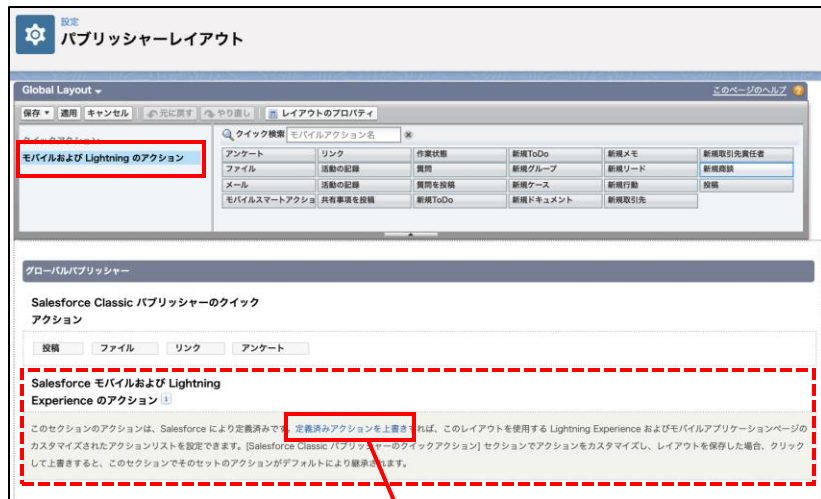 設定
パブリッシャーレイアウト
Global Layout
このページのヘルプ
保存 適用 キャンセル 元に戻す やり直し レイアウトのプロパティ
クイックアクション
モバイルおよび Lightning のアクション
クイック検索 モバイルアクション名
アンケート リンク 作業状態 新規ToDo 新規メモ 新規取引先責任者
ファイル 活動の記録 質問 新規グループ 新規リード 新規商談
メール 活動の記録 質問を投稿 新規ケース 新規行動 投稿
モバイルスマートアクショ 共有事項を投稿 新規ToDo 新規ドキュメント 新規取引先
グローバルパブリッシャー
Salesforce Classic パブリッシャーのクイック
アクション
投稿 ファイル リンク アンケート
Salesforce モバイルおよび Lightning
Experience のアクション i
このセクションのアクションは、Salesforce により定義済みです。定義済みアクションを上書きすれば、このレイアウトを使用する Lightning Experience およびモバイルアプリケーションページの
カスタマイズされたアクションリストを設定できます。[Salesforce Classic パブリッシャーのクイックアクション] セクションでアクションをカスタマイズし、レイアウトを保存した場合、クリック
して上書きすると、このセクションでそのセットのアクションがデフォルトにより継承されます。